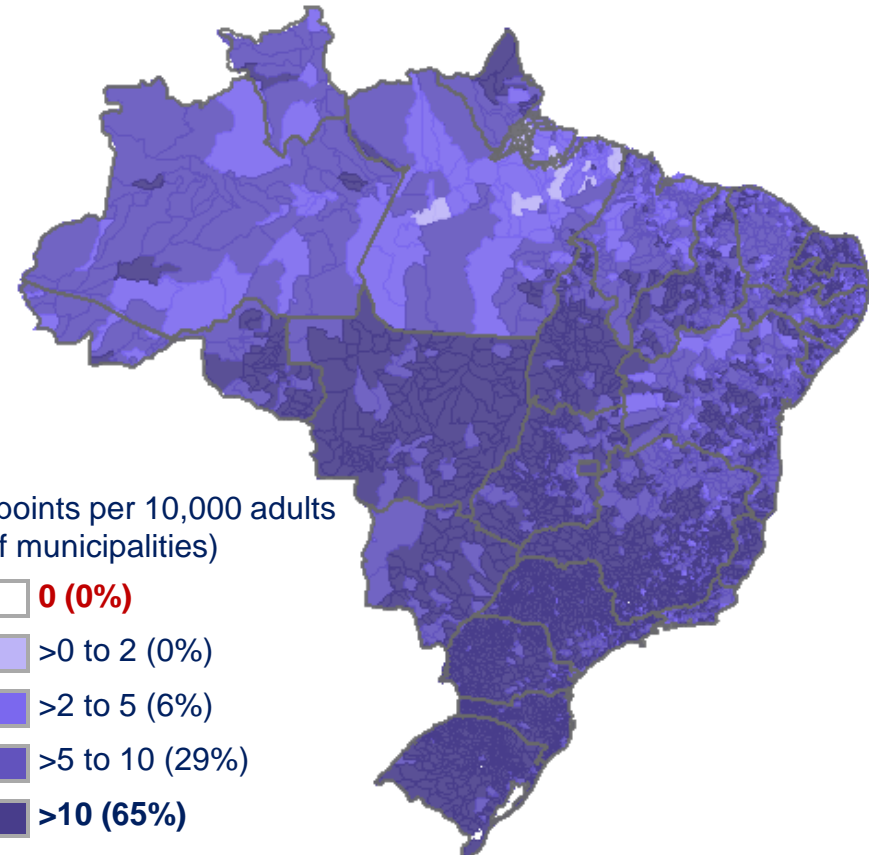 points per 10,000 adults
f municipalities)
0 (0%)
>0 to 2 (0%)
>2 to 5 (6%)
>5 to 10 (29%)
>10 (65%)